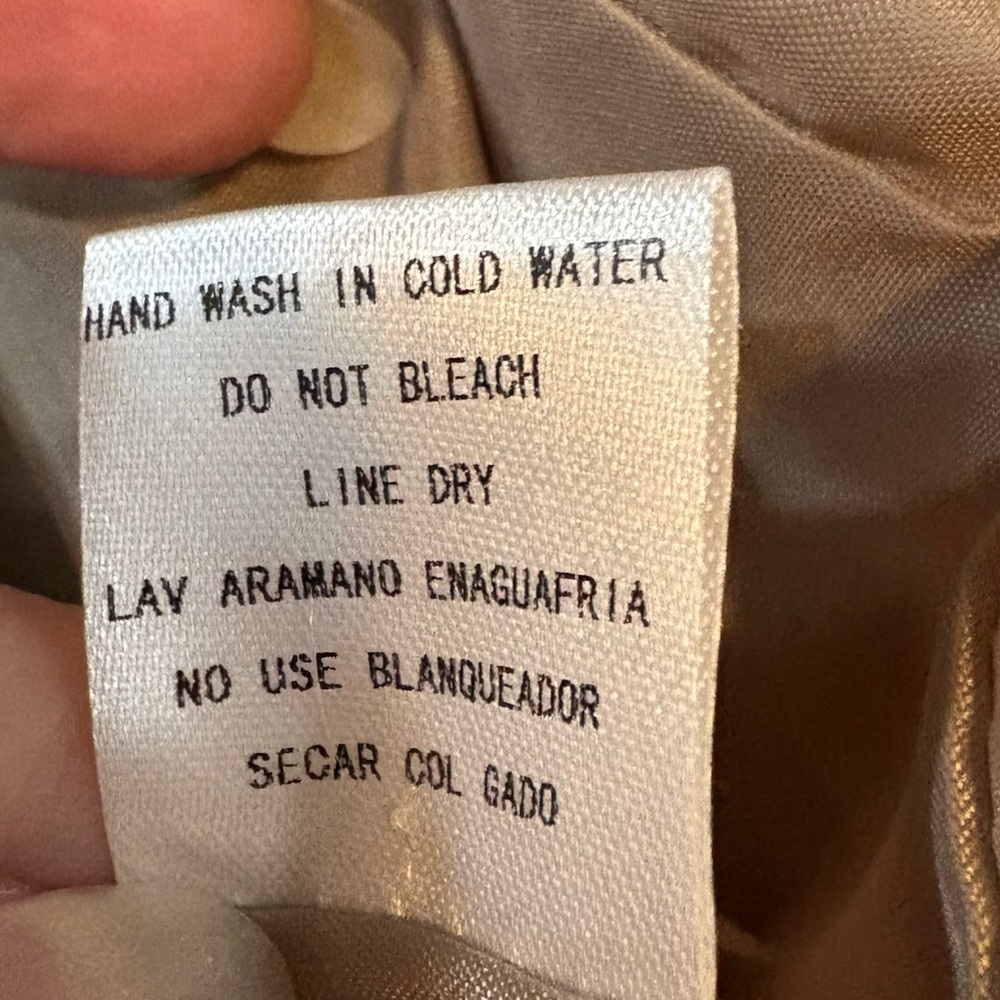 HAND WASH IN COLD WATER
DO NOT BLEACH
LINE DRY
LAV ARAMANO ENAGUAFRIA
NO USE BLANQUEADOR
SECAR COL GADO